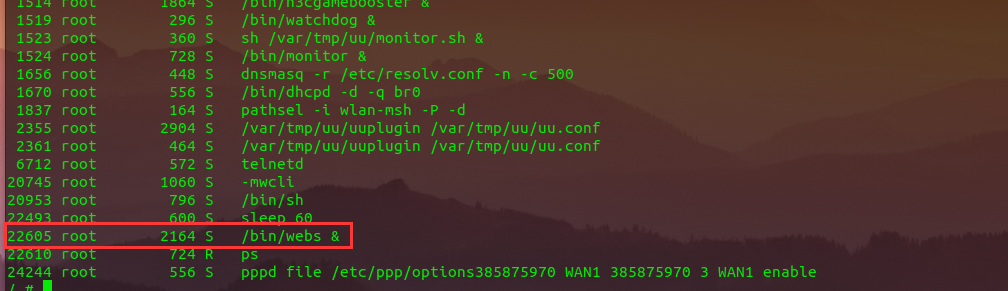 1514 root 1864 S /bin/h3cgamebooster &
1519 root 296 S /bin/watchdog &
1523 root 360 S sh /var/tmp/uu/monitor.sh &
1524 root 728 S /bin/monitor &
1656 root 448 S dnsmasq -r /etc/resolv.conf -n -c 500
1670 root 556 S /bin/dhcpd -d -q br0
1837 root 164 S pathsel -i wlan-msh -P -d
2355 root 2904 S /var/tmp/uu/uuplugin /var/tmp/uu/uu.conf
2361 root 464 S /var/tmp/uu/uuplugin /var/tmp/uu/uu.conf
6712 root 572 S telnetd
20745 root 1060 S -mwcli
20953 root 796 S /bin/sh
22493 root 600 S sleep 60
22605 root 2164 S /bin/webs &
22610 root 724 R ps
24244 root 556 S pppd file /etc/ppp/options385875970 WAN1 385875970 3 WAN1 enable
/ #